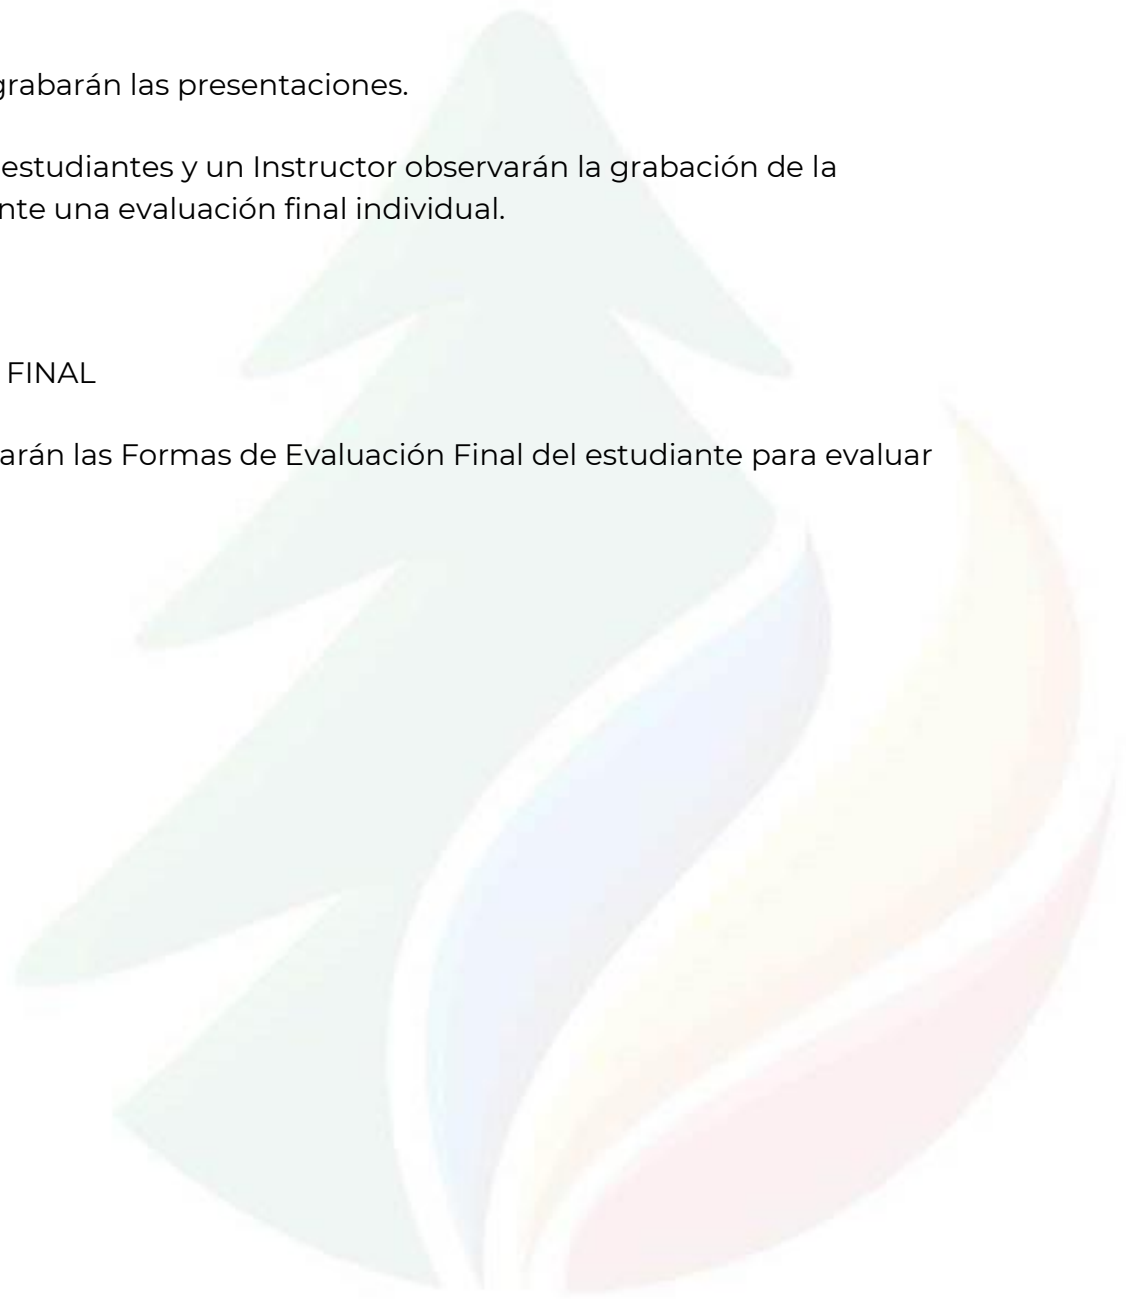 grabarán las presentaciones.
estudiantes y un Instructor observarán la grabación de la
nte una evaluación final individual.
FINAL
arán las Formas de Evaluación Final del estudiante para evaluar